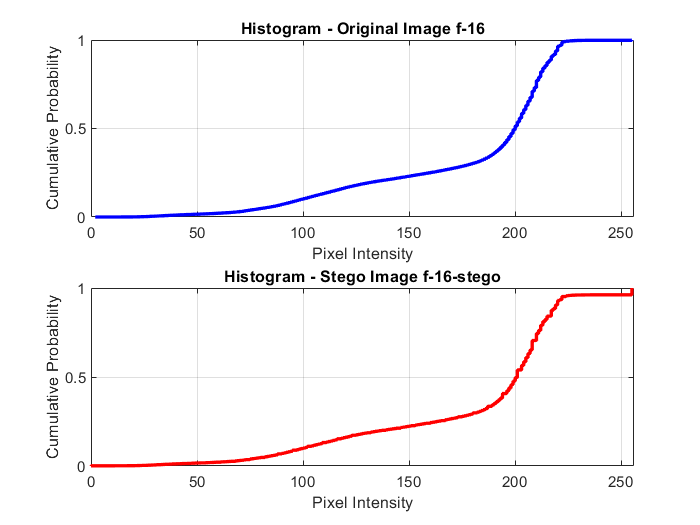 Histogram - Original Image f-16
Cumulative Probability
1
0.5
0
0 50 100 150 200 250
Pixel Intensity
Histogram - Stego Image f-16-stego
Cumulative Probability
1
0.5
0
0 50 100 150 200 250
Pixel Intensity